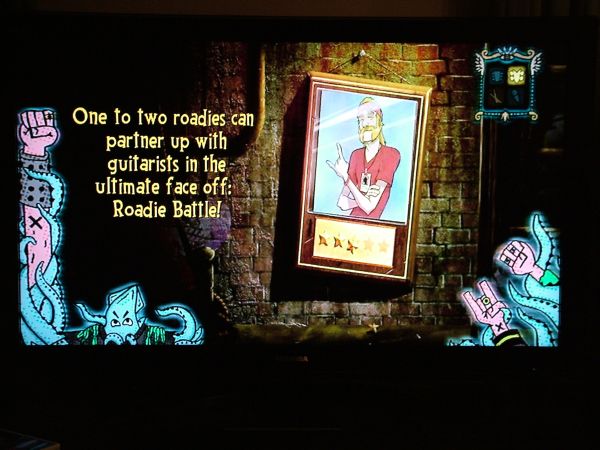 One to two roadies can
partner up with
guitarists in the
ultimate face off:
Roadie Battle!